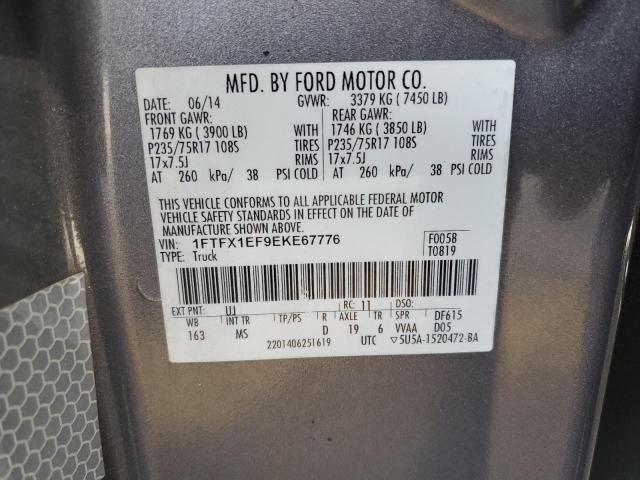 MFD. BY FORD MOTOR CO.
DATE: 06/14 GVWR: 3379 KG ( 7450 LB)
FRONT GAWR: REAR GAWR:
1769 KG ( 3900 LB) WITH 1746 KG ( 3850 LB) WITH
P235/75R17 108S TIRES P235/75R17 108S TIRES
17x7.5J RIMS 17x7.5J RIMS
AT 260 kPa/ 38 PSI COLD AT 260 kPa/ 38 PSI COLD
THIS VEHICLE CONFORMS TO ALL APPLICABLE FEDERAL MOTOR
VEHICLE SAFETY STANDARDS IN EFFECT ON THE DATE OF
MANUFACTURE SHOWN ABOVE.
VIN: 1FTFX1EF9EKE67776 F0058
TYPE: Truck T0819
EXT PNT: UJ RC: 11 DSO:
WB INT TR TP/PS R AXLE TR SPR DF615
163 MS D 19 6 VVAA D05
2201406251619 UTC ▽5U5A-1520472-BA